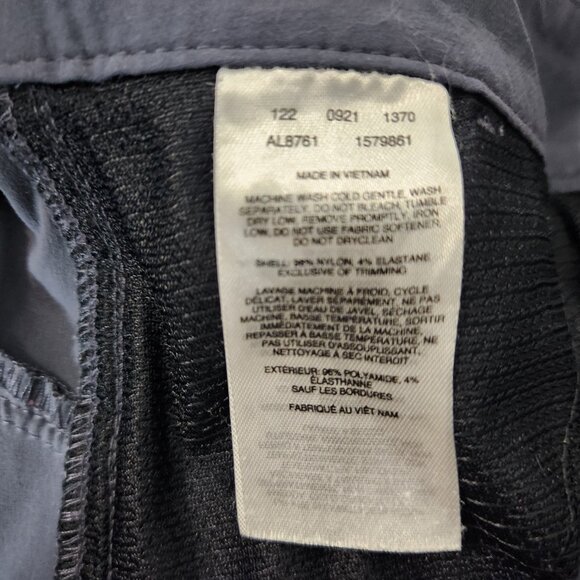 122 0921 1370
AL8761 1579861
MADE IN VIETNAM
MACHINE WASH COLD GENTLE, WASH
SEPARATELY, DO NOT BLEACH, TUMBLE
DRY LOW, REMOVE PROMPTLY, IRON
LOW, DO NOT USE FABRIC SOFTENER,
DO NOT DRYCLEAN
SHELL: 96% NYLON, 4% ELASTANE
EXCLUSIVE OF TRIMMING
LAVAGE MACHINE À FROID, CYCLE
DÉLICAT, LAVER SÉPARÉMENT, NE PAS
UTILISER D'EAU DE JAVEL, SÉCHAGE
MACHINE, BASSE TEMPÉRATURE, SORTIR
IMMÉDIATEMENT DE LA MACHINE,
REPASSER À BASSE TEMPÉRATURE, NE
PAS UTILISER D'ASSOUPLISSANT,
NETTOYAGE À SEC INTERDIT
EXTÉRIEUR: 96% POLYAMIDE, 4%
ÉLASTHANNE
SAUF LES BORDURES
FABRIQUÉ AU VIÊT NAM